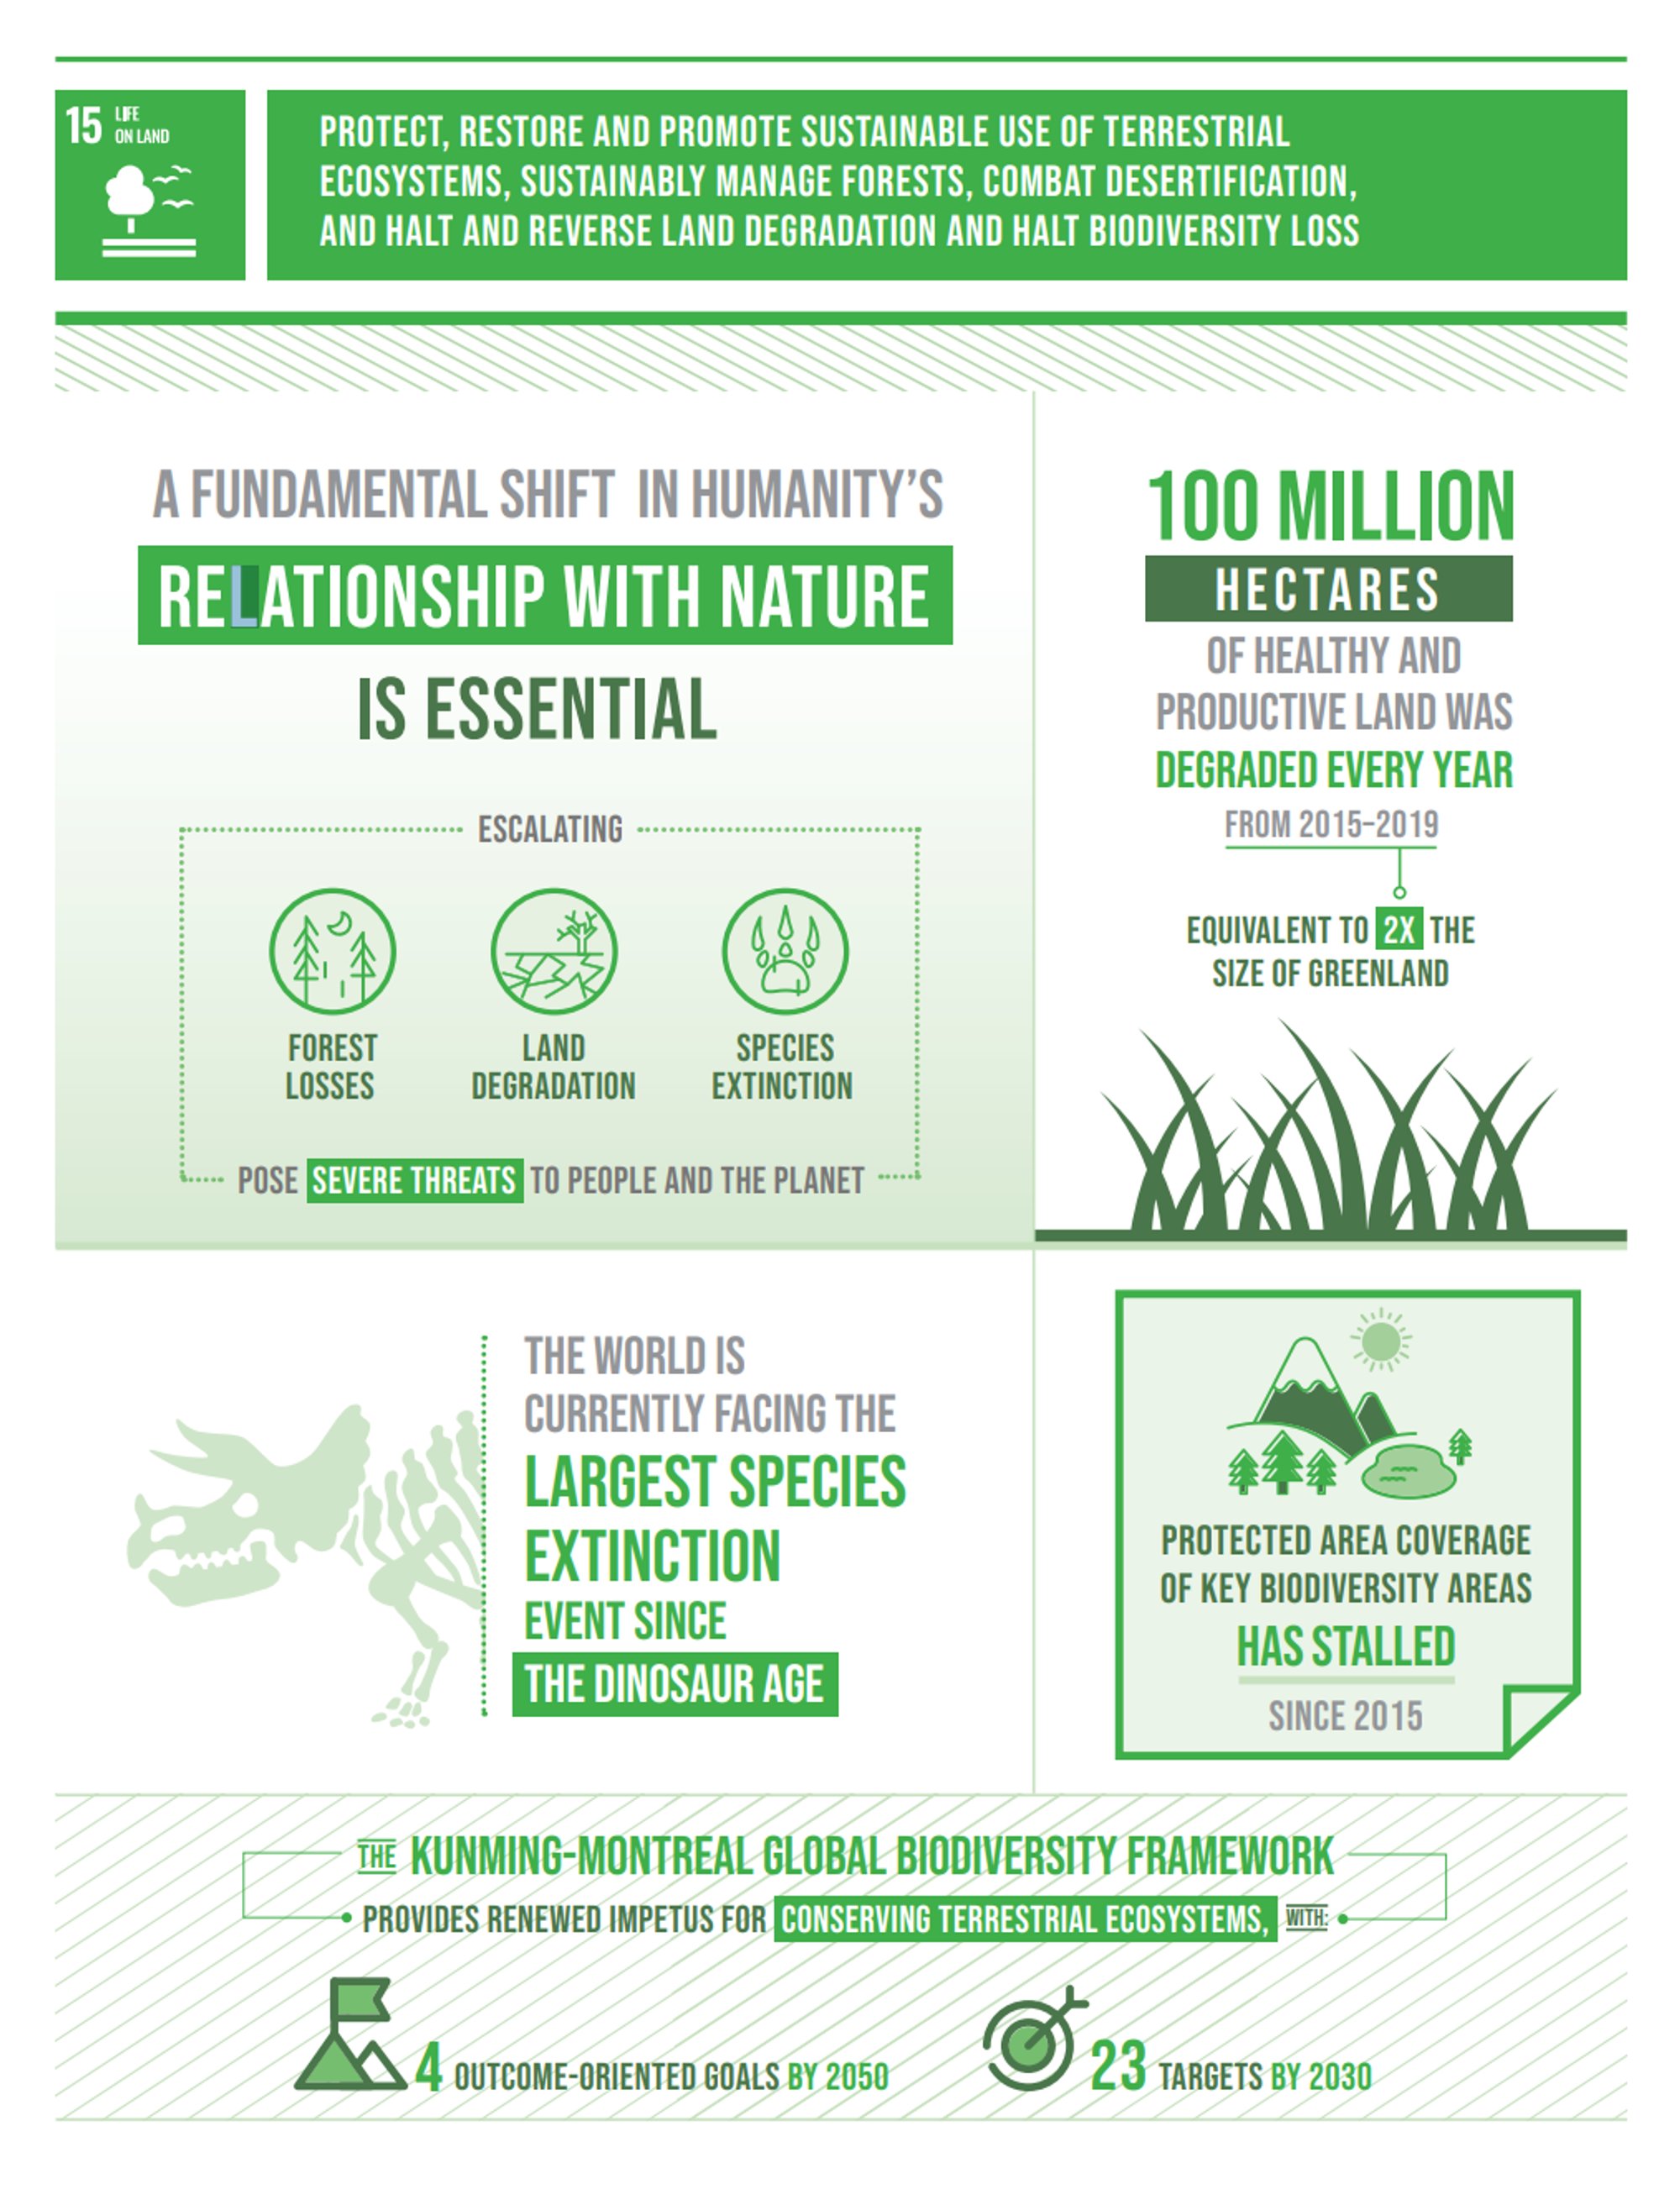 15 LIFE
ON LAND
PROTECT, RESTORE AND PROMOTE SUSTAINABLE USE OF TERRESTRIAL
ECOSYSTEMS, SUSTAINABLY MANAGE FORESTS, COMBAT DESERTIFICATION,
AND HALT AND REVERSE LAND DEGRADATION AND HALT BIODIVERSITY LOSS
A FUNDAMENTAL SHIFT IN HUMANITY'S
RELATIONSHIP WITH NATURE
IS ESSENTIAL
ESCALATING
FOREST
LOSSES
LAND
DEGRADATION
SPECIES
EXTINCTION
POSE SEVERE THREATS TO PEOPLE AND THE PLANET
100 MILLION
HECTARES
OF HEALTHY AND
PRODUCTIVE LAND WAS
DEGRADED EVERY YEAR
FROM 2015-2019
EQUIVALENT TO 2X THE
SIZE OF GREENLAND
THE WORLD IS
CURRENTLY FACING THE
LARGEST SPECIES
EXTINCTION
EVENT SINCE
THE DINOSAUR AGE
PROTECTED AREA COVERAGE
OF KEY BIODIVERSITY AREAS
HAS STALLED
SINCE 2015
THE KUNMING-MONTREAL GLOBAL BIODIVERSITY FRAMEWORK
PROVIDES RENEWED IMPETUS FOR CONSERVING TERRESTRIAL ECOSYSTEMS, WITH:
4 OUTCOME-ORIENTED GOALS BY 2050
23 TARGETS BY 2030